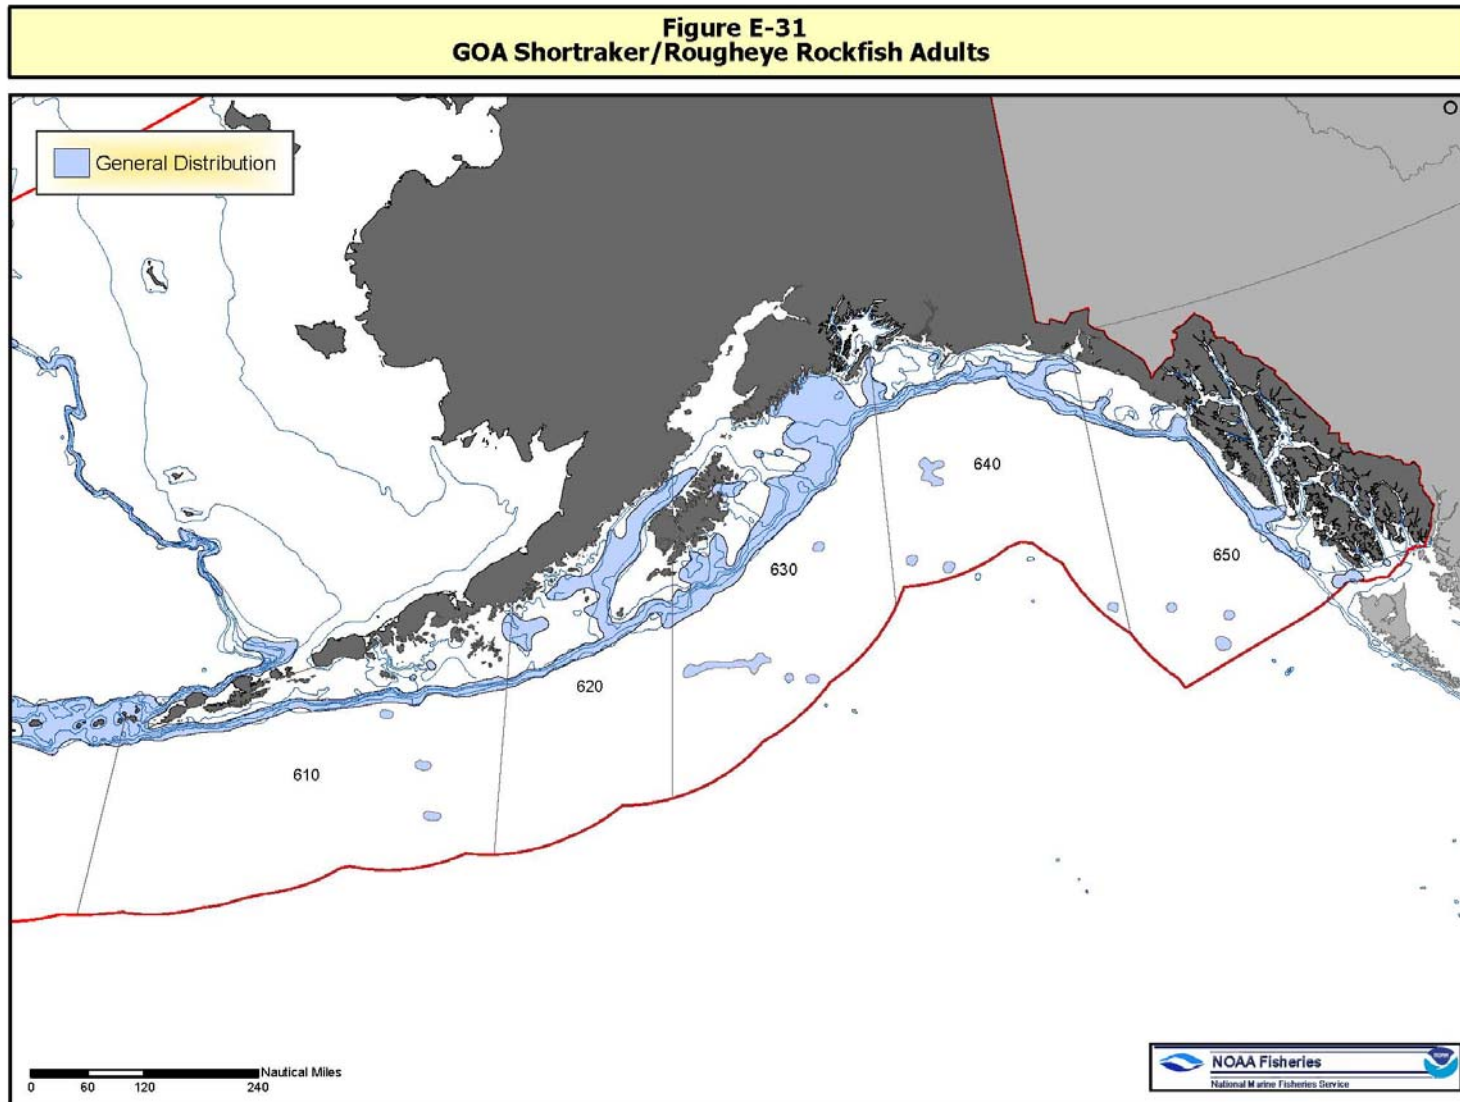 Figure E-31
GOA Shortraker/Rougheye Rockfish Adults
General Distribution
640
650
630
620
610
Nautical Miles
0 60 120 240
NOAA Fisheries
National Marine Fisheries Service
NOAA